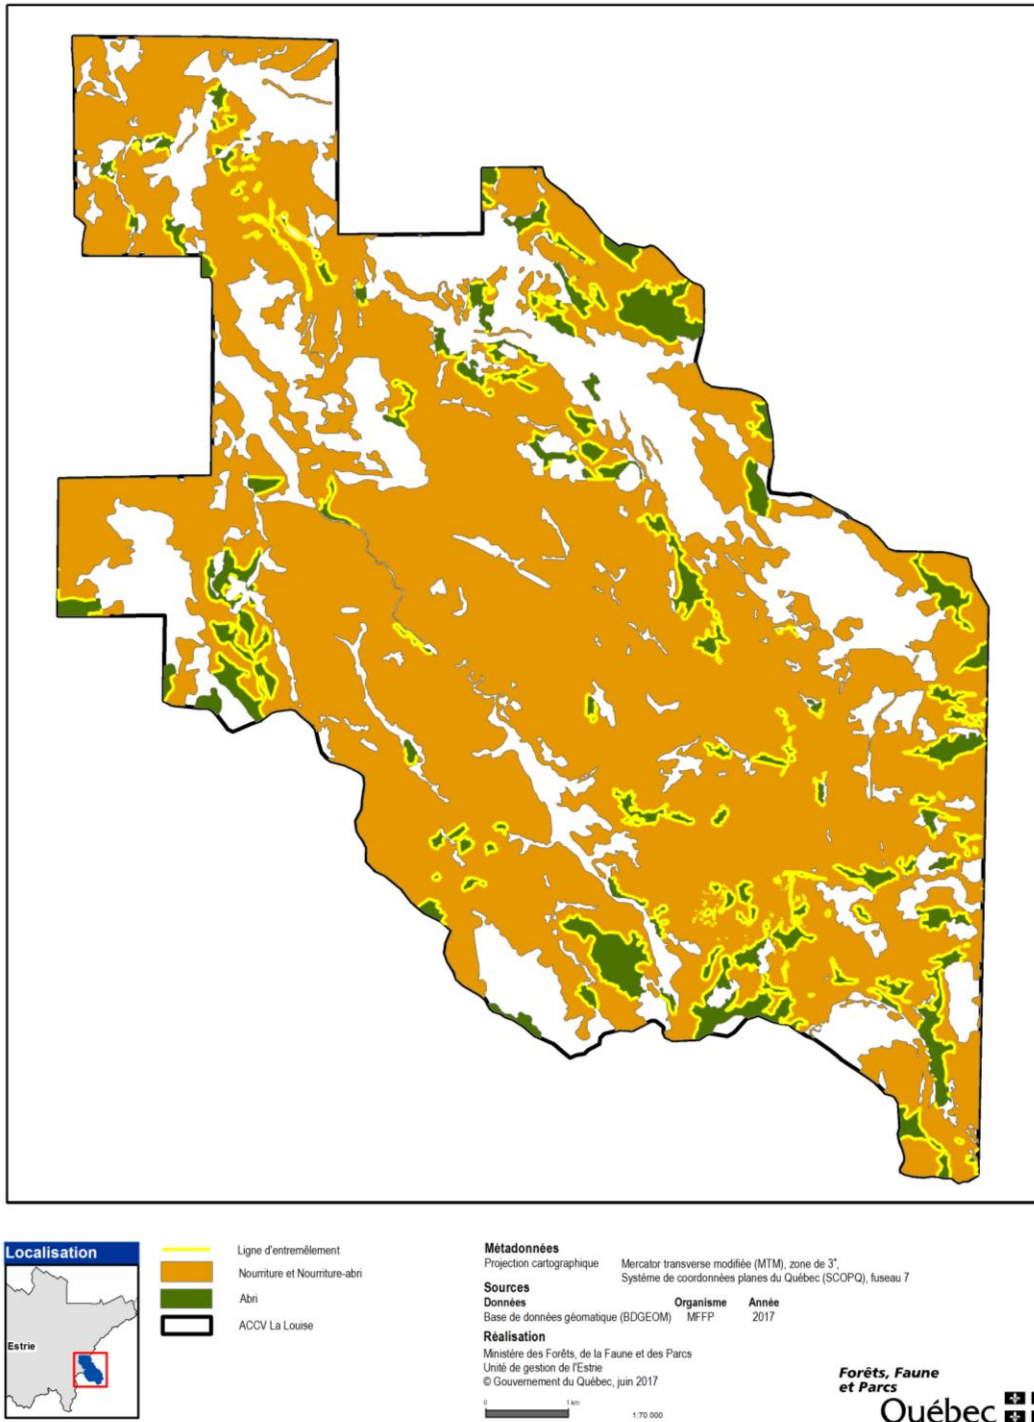 Localisation
Estrie
Ligne d'entremêlement
Nourriture et Nourriture-abri
Abri
ACCV La Louise
Métadonnées
Projection cartographique Mercator transverse modifiée (MTM), zone de 3°,
Système de coordonnées planes du Québec (SCOPQ), fuseau 7
Sources
Données Organisme Année
Base de données géomatique (BDGEOM) MFFP 2017
Réalisation
Ministère des Forêts, de la Faune et des Parcs
Unité de gestion de l'Estrie
© Gouvernement du Québec, juin 2017
0 1 km
1:70 000
Forêts, Faune
et Parcs
Québec